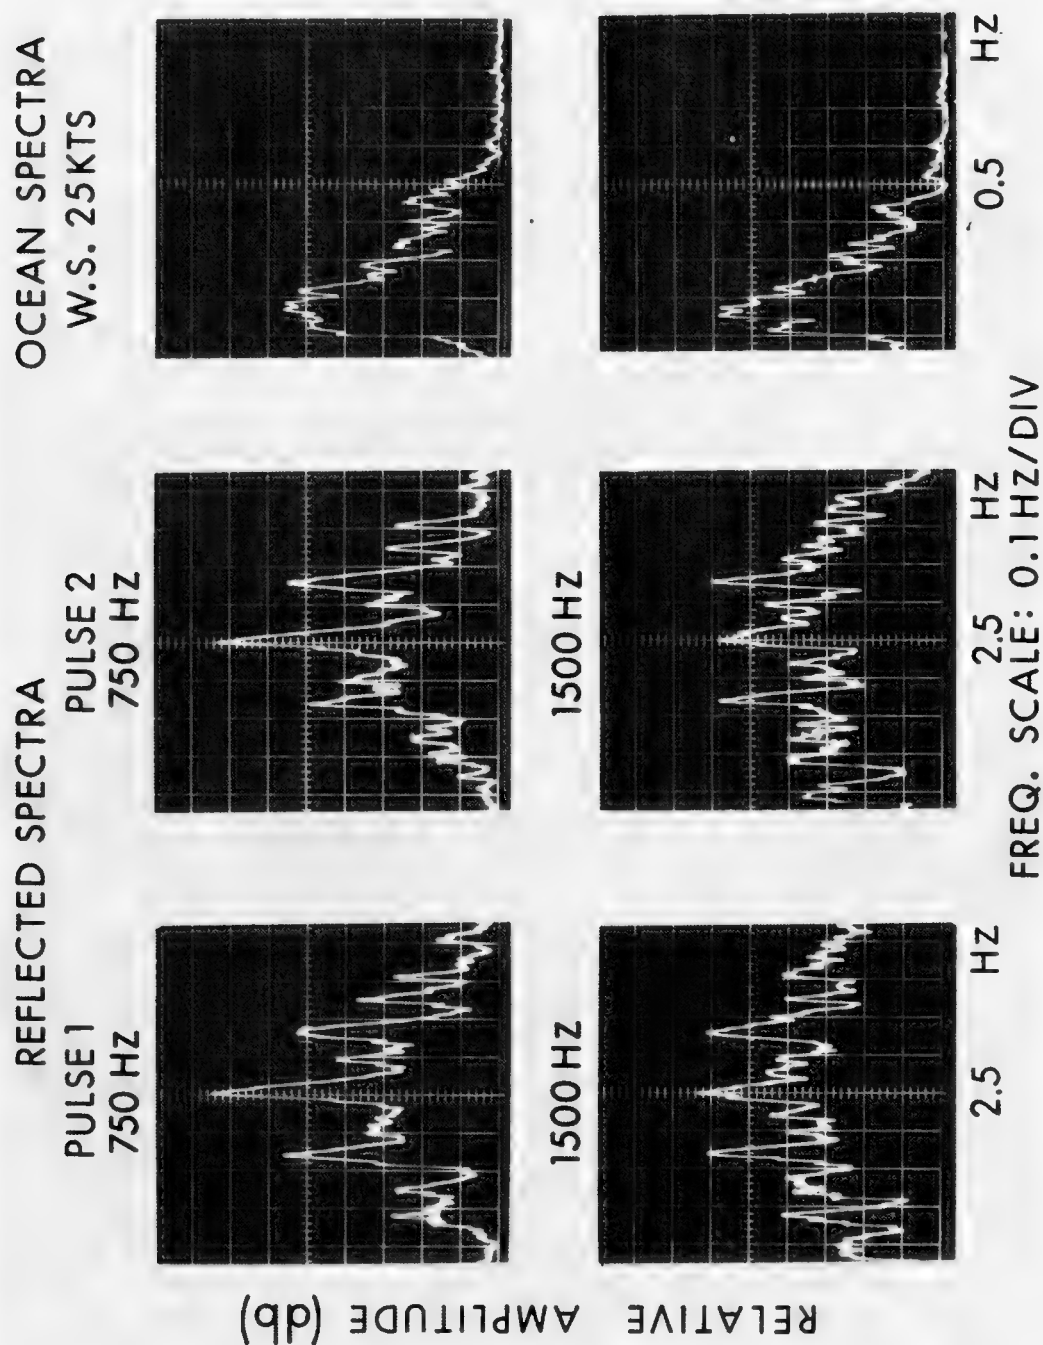 REFLECTED SPECTRA
OCEAN SPECTRA
W.S. 25KTS
PULSE 1
750 HZ
PULSE 2
750 HZ
1500 HZ
1500 HZ
RELATIVE AMPLITUDE (db)
2.5 HZ
2.5 HZ
0.5 HZ
FREQ. SCALE: 0.1 HZ/DIV